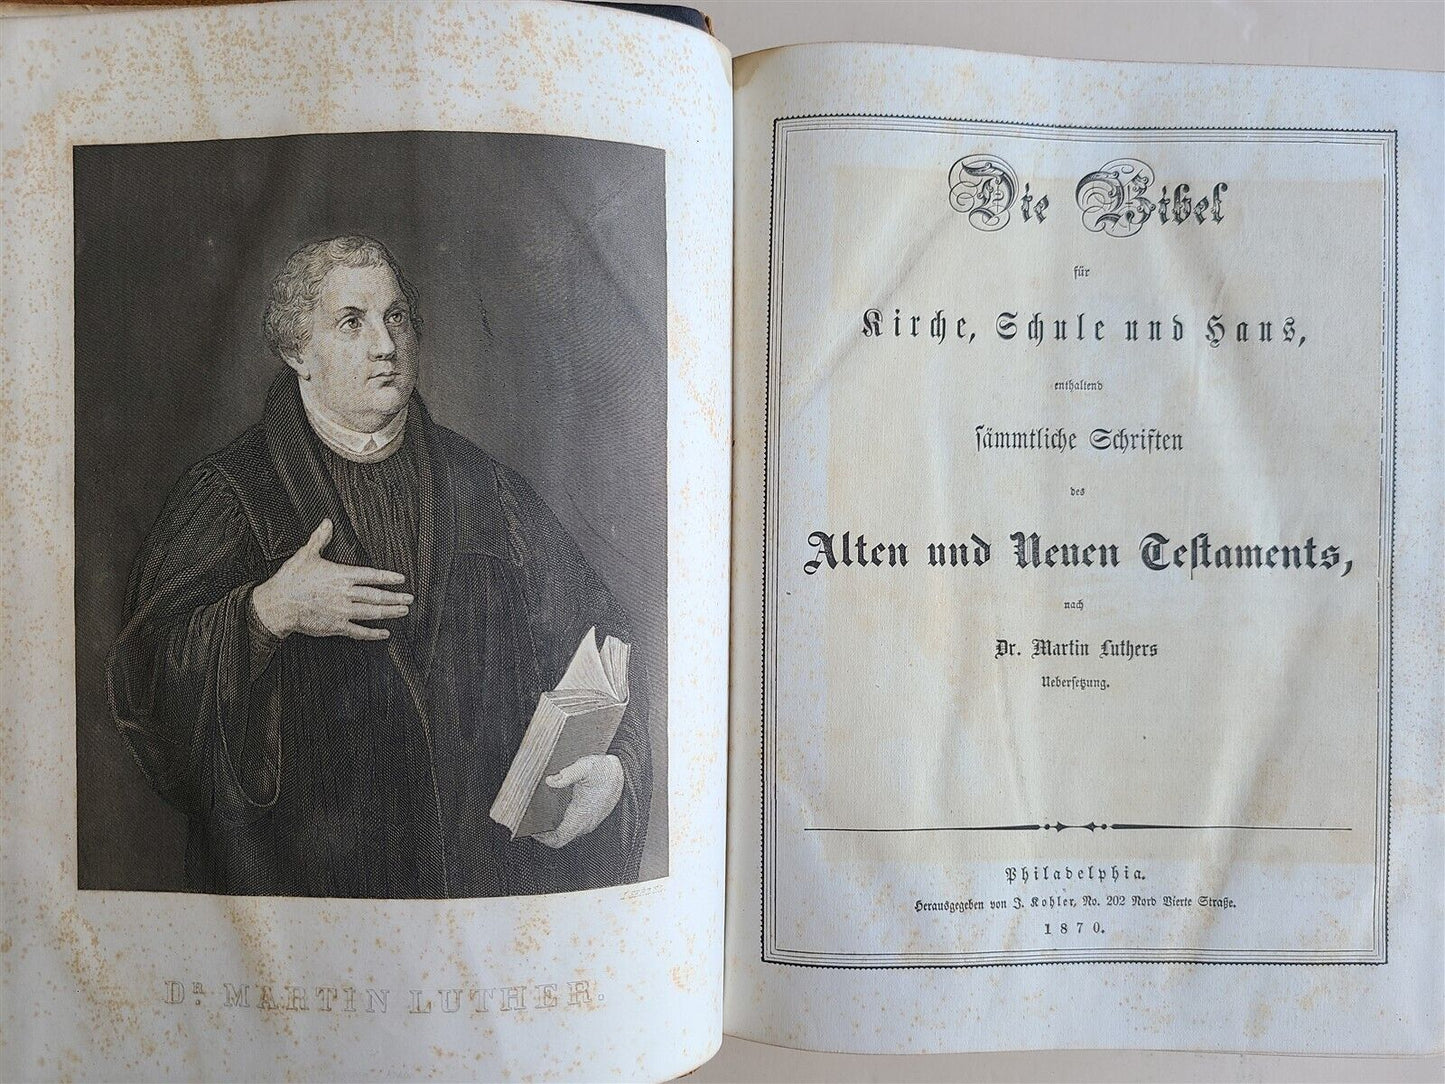 DR. MARTIN LUTHER.
Die Bibel
für
Kirche, Schule und Haus,
enthaltend
sämmtliche Schriften
des
Alten und Neuen Testaments,
nach
Dr. Martin Luthers
Uebersetzung.
Philadelphia.
Herausgegeben von J. Kohler, No. 202 Nord Vierte Straße.
1870.